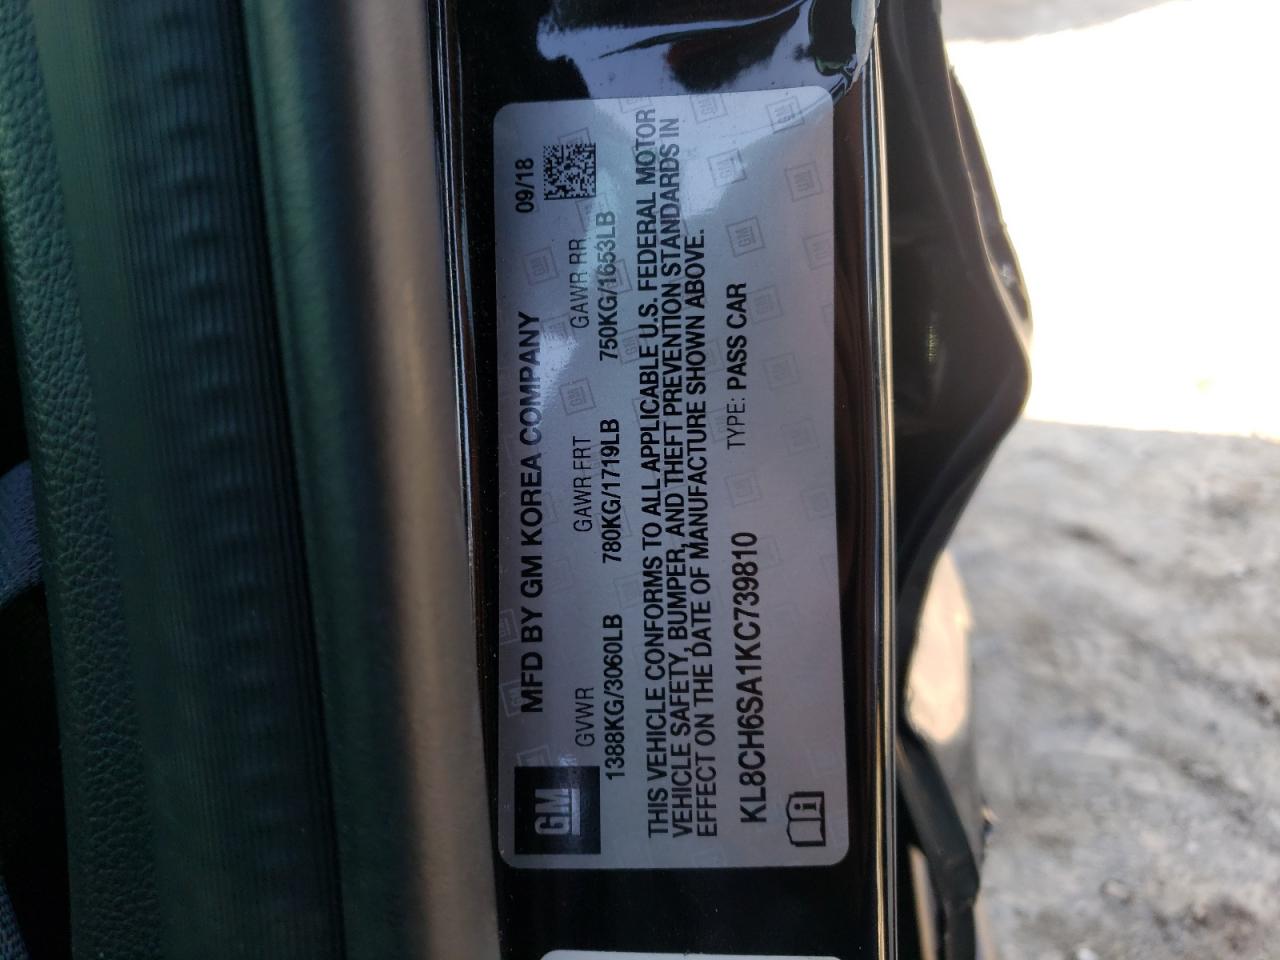 MFD BY GM KOREA COMPANY 09/18
GM
GVWR GAWR FRT GAWR RR
1388KG/3060LB 780KG/1719LB 750KG/1653LB
THIS VEHICLE CONFORMS TO ALL APPLICABLE U.S. FEDERAL MOTOR
VEHICLE SAFETY, BUMPER, AND THEFT PREVENTION STANDARDS IN
EFFECT ON THE DATE OF MANUFACTURE SHOWN ABOVE.
KL8CH6SA1KC739810 TYPE: PASS CAR